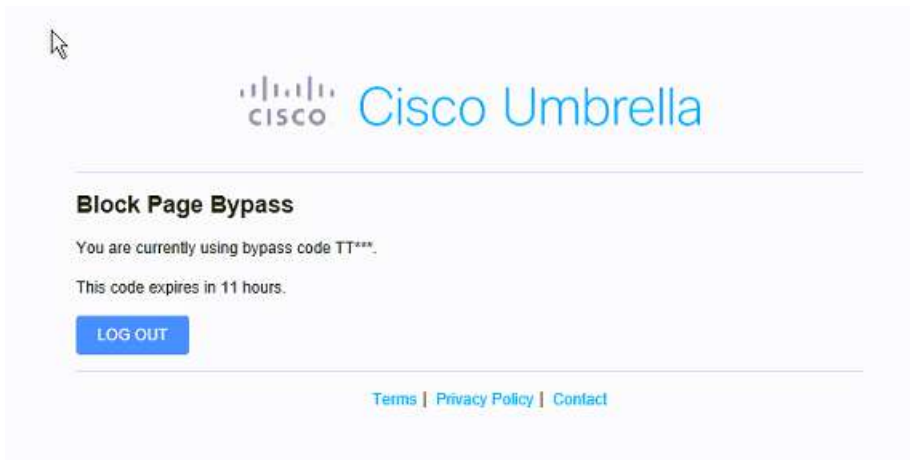 cisco Cisco Umbrella
Block Page Bypass
You are currently using bypass code TT***.
This code expires in 11 hours.
LOG OUT
Terms | Privacy Policy | Contact